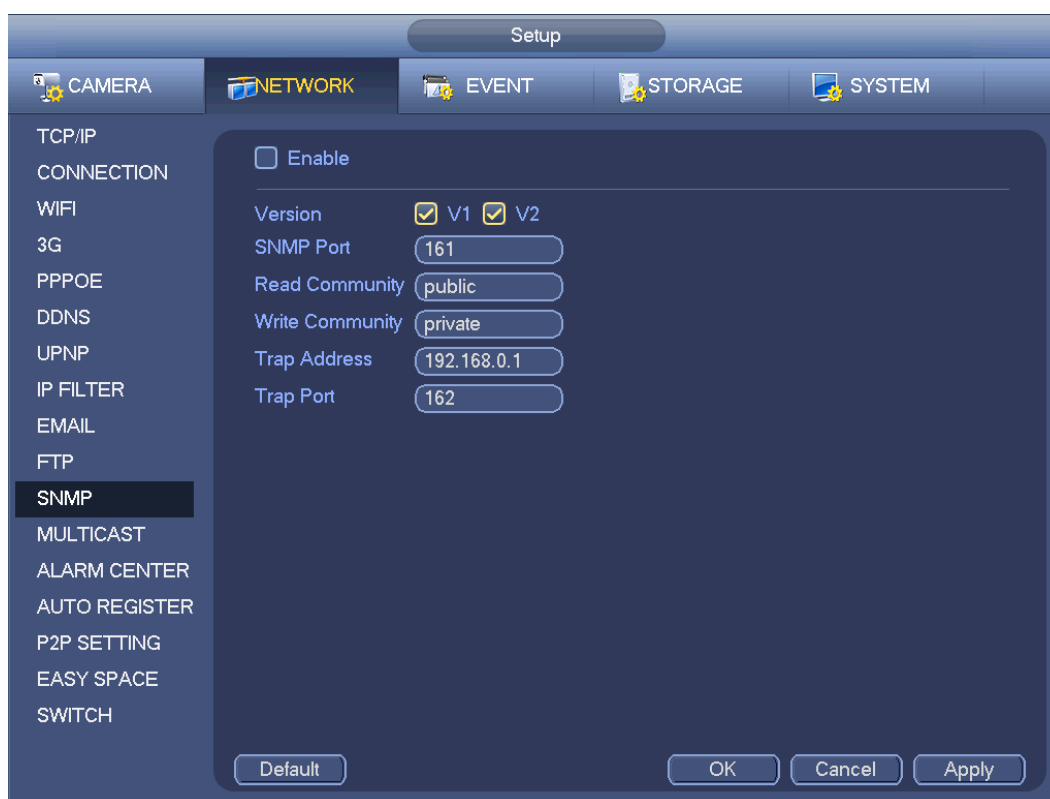 Setup
CAMERA NETWORK EVENT STORAGE SYSTEM
TCP/IP
CONNECTION
WIFI
3G
PPPOE
DDNS
UPNP
IP FILTER
EMAIL
FTP
SNMP
MULTICAST
ALARM CENTER
AUTO REGISTER
P2P SETTING
EASY SPACE
SWITCH
Enable
Version V1 V2
SNMP Port 161
Read Community public
Write Community private
Trap Address 192.168.0.1
Trap Port 162
Default OK Cancel Apply